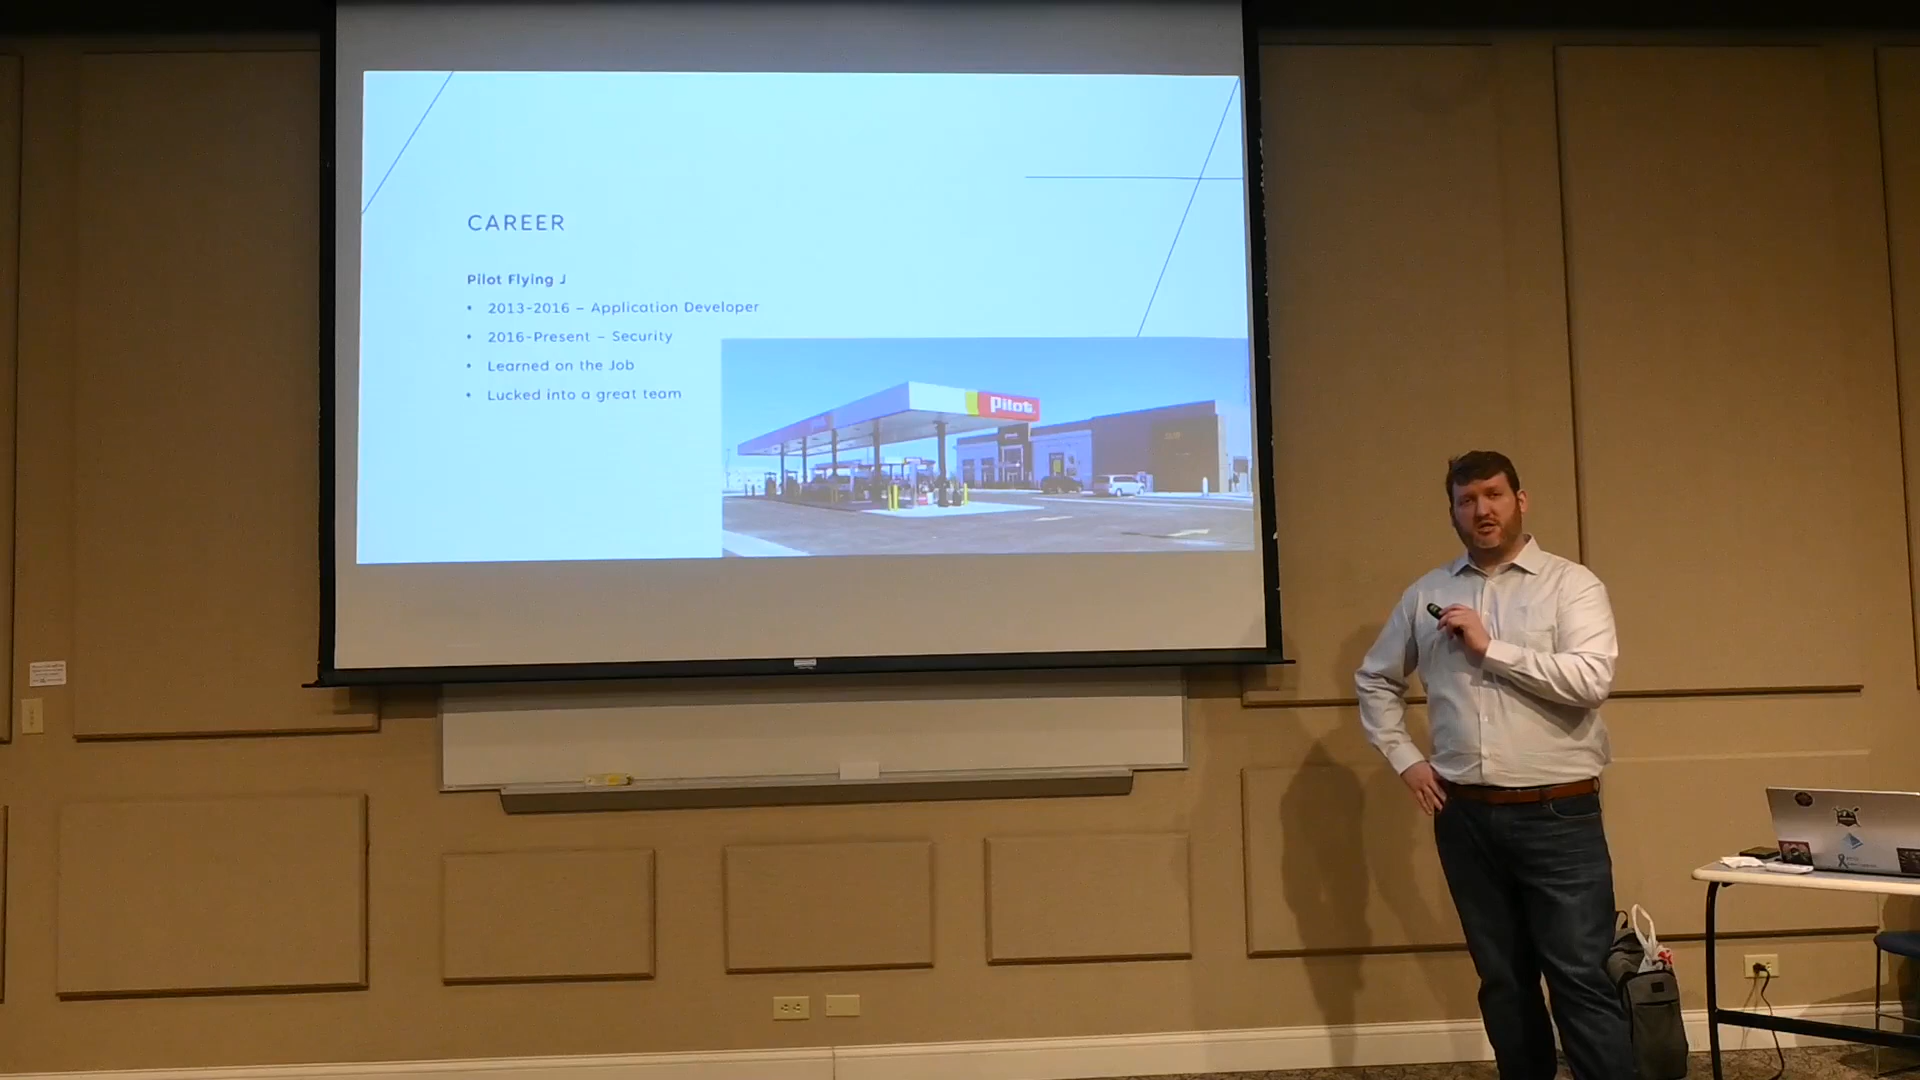 CAREER
Pilot Flying J
• 2013-2016 – Application Developer
• 2016-Present – Security
• Learned on the Job
• Lucked into a great team
Pilot